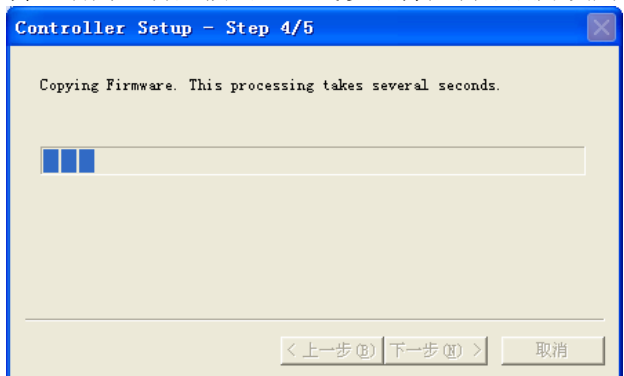 Controller Setup - Step 4/5
Copying Firmware. This processing takes several seconds.
< 上一步(B) 下一步(N) > 取消